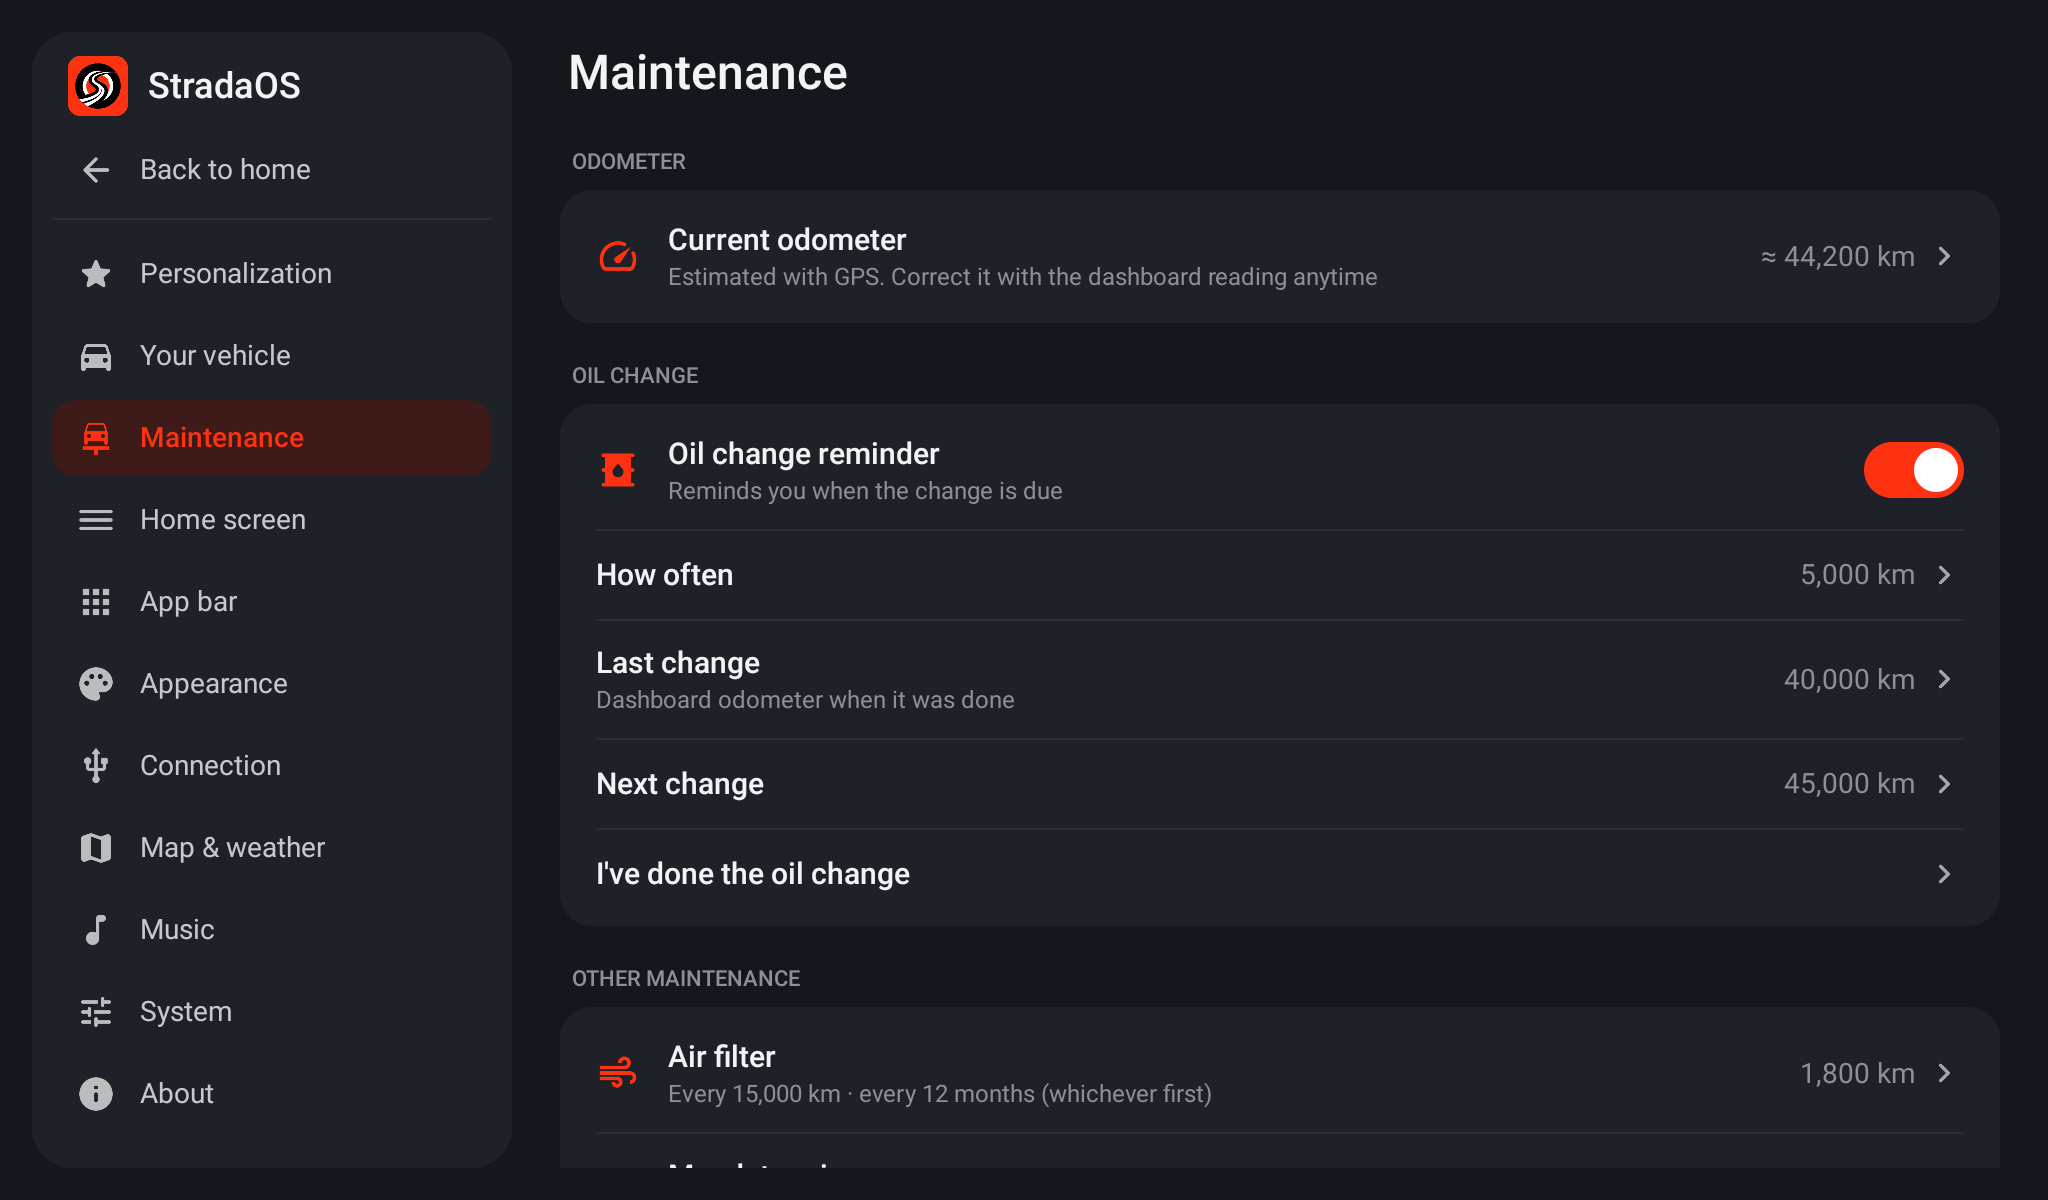 StradaOS
Back to home
Personalization
Your vehicle
Maintenance
Home screen
App bar
Appearance
Connection
Map & weather
Music
System
About
Maintenance
ODOMETER
Current odometer
Estimated with GPS. Correct it with the dashboard reading anytime
≈ 44,200 km
OIL CHANGE
Oil change reminder
Reminds you when the change is due
How often
5,000 km
Last change
Dashboard odometer when it was done
40,000 km
Next change
45,000 km
I've done the oil change
OTHER MAINTENANCE
Air filter
Every 15,000 km · every 12 months (whichever first)
1,800 km